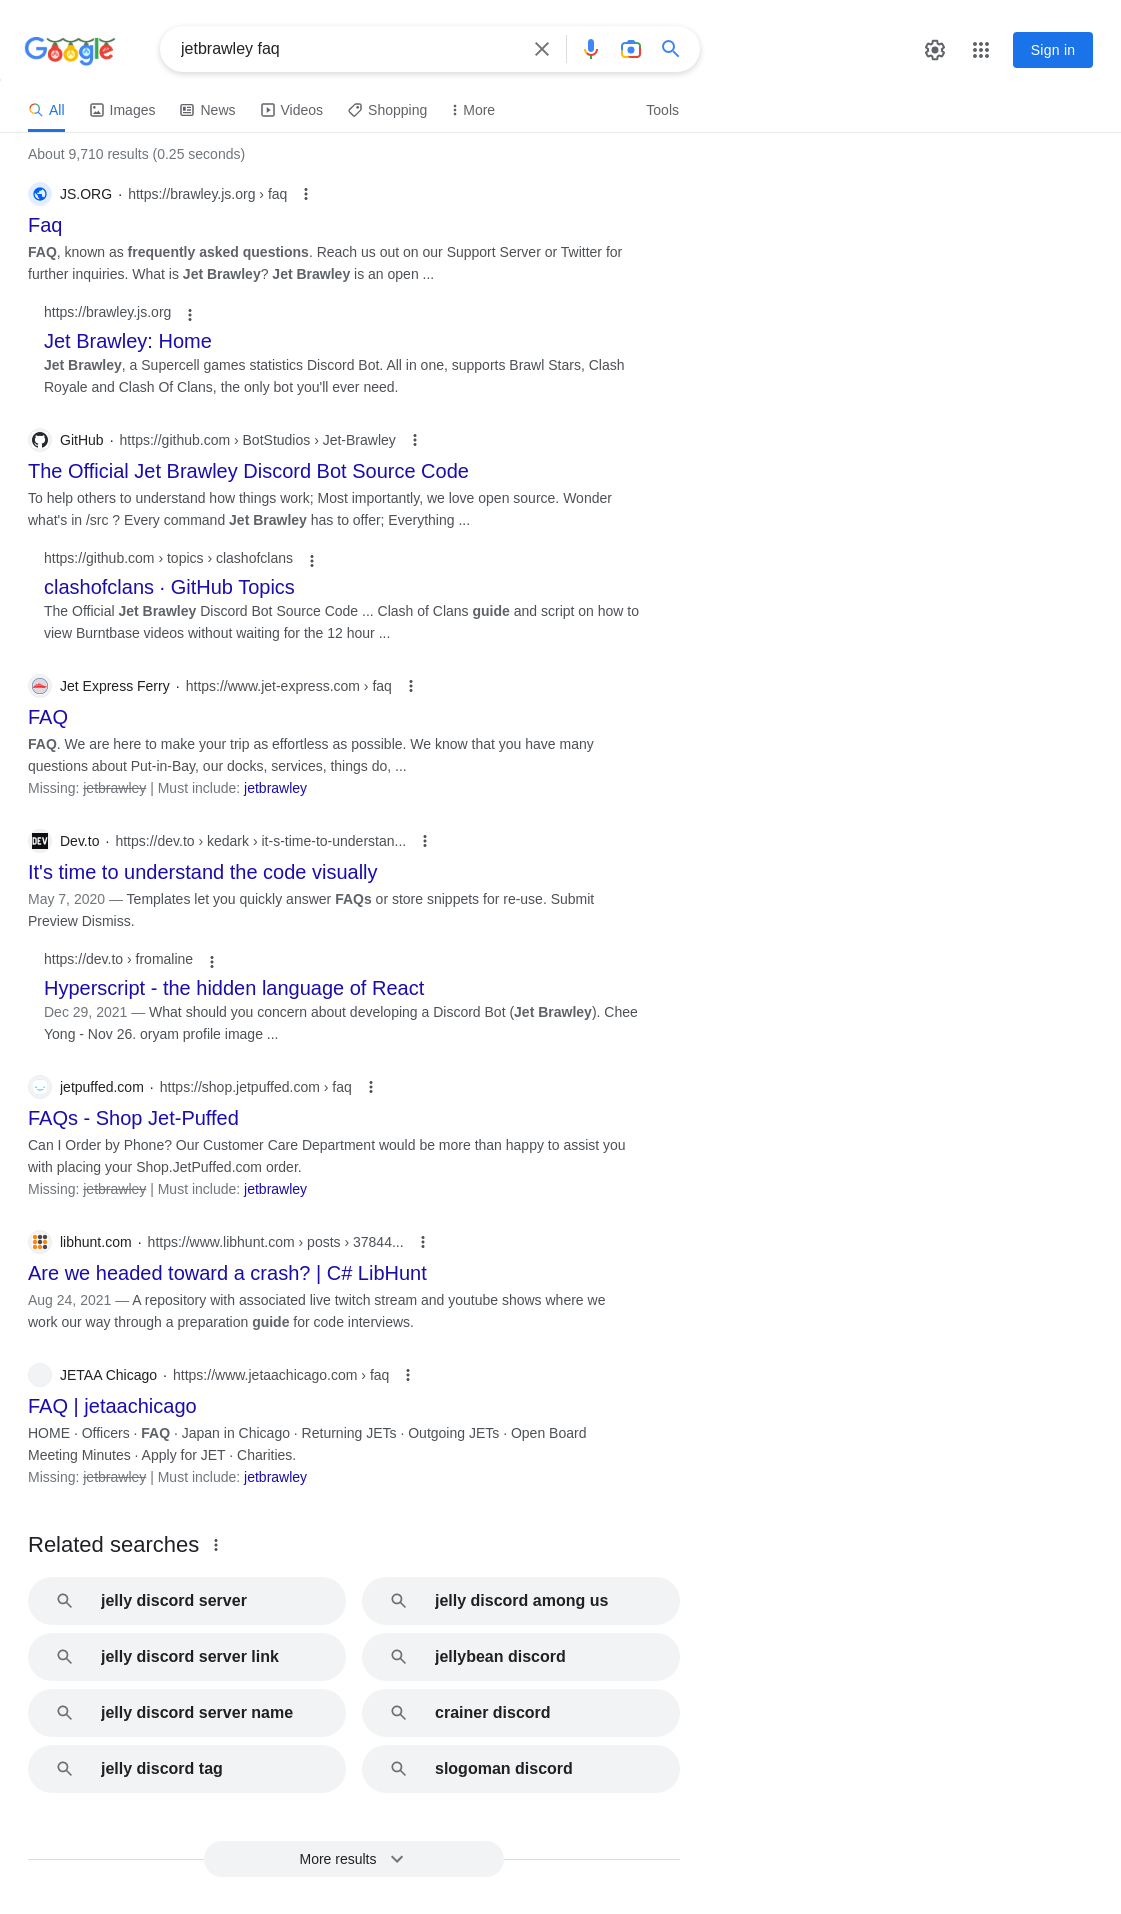 Google
jetbrawley faq
Sign in
All
Images
News
Videos
Shopping
More
Tools
About 9,710 results (0.25 seconds)
JS.ORG · https://brawley.js.org › faq
Faq
FAQ, known as frequently asked questions. Reach us out on our Support Server or Twitter for
further inquiries. What is Jet Brawley? Jet Brawley is an open ...
https://brawley.js.org
Jet Brawley: Home
Jet Brawley, a Supercell games statistics Discord Bot. All in one, supports Brawl Stars, Clash
Royale and Clash Of Clans, the only bot you'll ever need.
GitHub · https://github.com › BotStudios › Jet-Brawley
The Official Jet Brawley Discord Bot Source Code
To help others to understand how things work; Most importantly, we love open source. Wonder
what's in /src ? Every command Jet Brawley has to offer; Everything ...
https://github.com › topics › clashofclans
clashofclans · GitHub Topics
The Official Jet Brawley Discord Bot Source Code ... Clash of Clans guide and script on how to
view Burntbase videos without waiting for the 12 hour ...
Jet Express Ferry · https://www.jet-express.com › faq
FAQ
FAQ. We are here to make your trip as effortless as possible. We know that you have many
questions about Put-in-Bay, our docks, services, things do, ...
Missing: jetbrawley | Must include: jetbrawley
DEV
Dev.to · https://dev.to › kedark › it-s-time-to-understan...
It's time to understand the code visually
May 7, 2020 — Templates let you quickly answer FAQs or store snippets for re-use. Submit
Preview Dismiss.
https://dev.to › fromaline
Hyperscript - the hidden language of React
Dec 29, 2021 — What should you concern about developing a Discord Bot (Jet Brawley). Chee
Yong - Nov 26. oryam profile image ...
jetpuffed.com · https://shop.jetpuffed.com › faq
FAQs - Shop Jet-Puffed
Can I Order by Phone? Our Customer Care Department would be more than happy to assist you
with placing your Shop.JetPuffed.com order.
Missing: jetbrawley | Must include: jetbrawley
libhunt.com · https://www.libhunt.com › posts › 37844...
Are we headed toward a crash? | C# LibHunt
Aug 24, 2021 — A repository with associated live twitch stream and youtube shows where we
work our way through a preparation guide for code interviews.
JETAA Chicago · https://www.jetaachicago.com › faq
FAQ | jetaachicago
HOME · Officers · FAQ · Japan in Chicago · Returning JETs · Outgoing JETs · Open Board
Meeting Minutes · Apply for JET · Charities.
Missing: jetbrawley | Must include: jetbrawley
Related searches
jelly discord server
jelly discord among us
jelly discord server link
jellybean discord
jelly discord server name
crainer discord
jelly discord tag
slogoman discord
More results